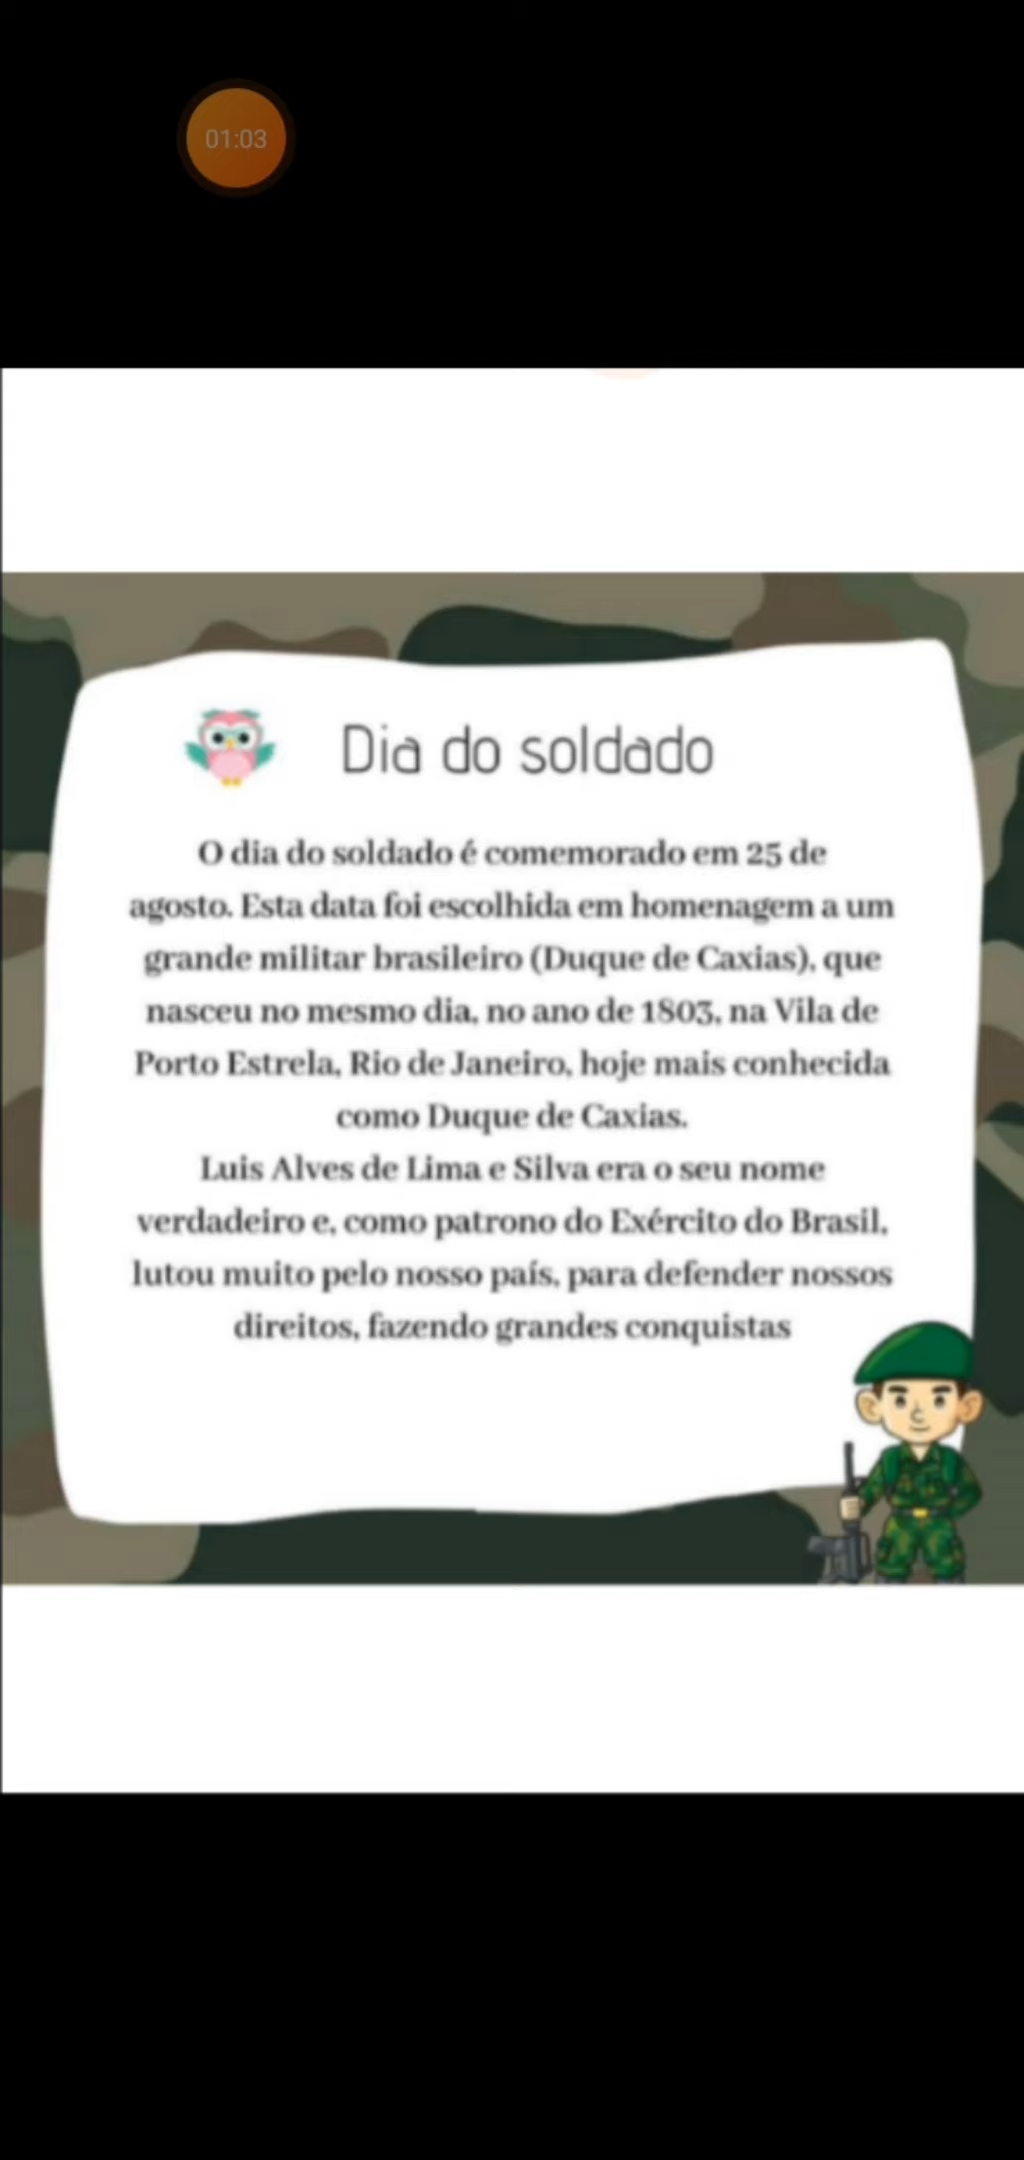 01:03
Dia do soldado
O dia do soldado é comemorado em 25 de
agosto. Esta data foi escolhida em homenagem a um
grande militar brasileiro (Duque de Caxias), que
nasceu no mesmo dia, no ano de 1803, na Vila de
Porto Estrela, Rio de Janeiro, hoje mais conhecida
como Duque de Caxias.
Luis Alves de Lima e Silva era o seu nome
verdadeiro e, como patrono do Exército do Brasil,
lutou muito pelo nosso país, para defender nossos
direitos, fazendo grandes conquistas